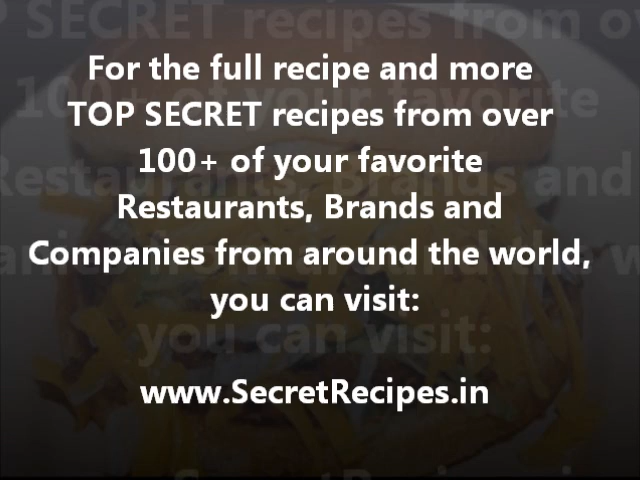 For the full recipe and more
TOP SECRET recipes from over
100+ of your favorite
Restaurants, Brands and
Companies from around the world,
you can visit:
www.SecretRecipes.in